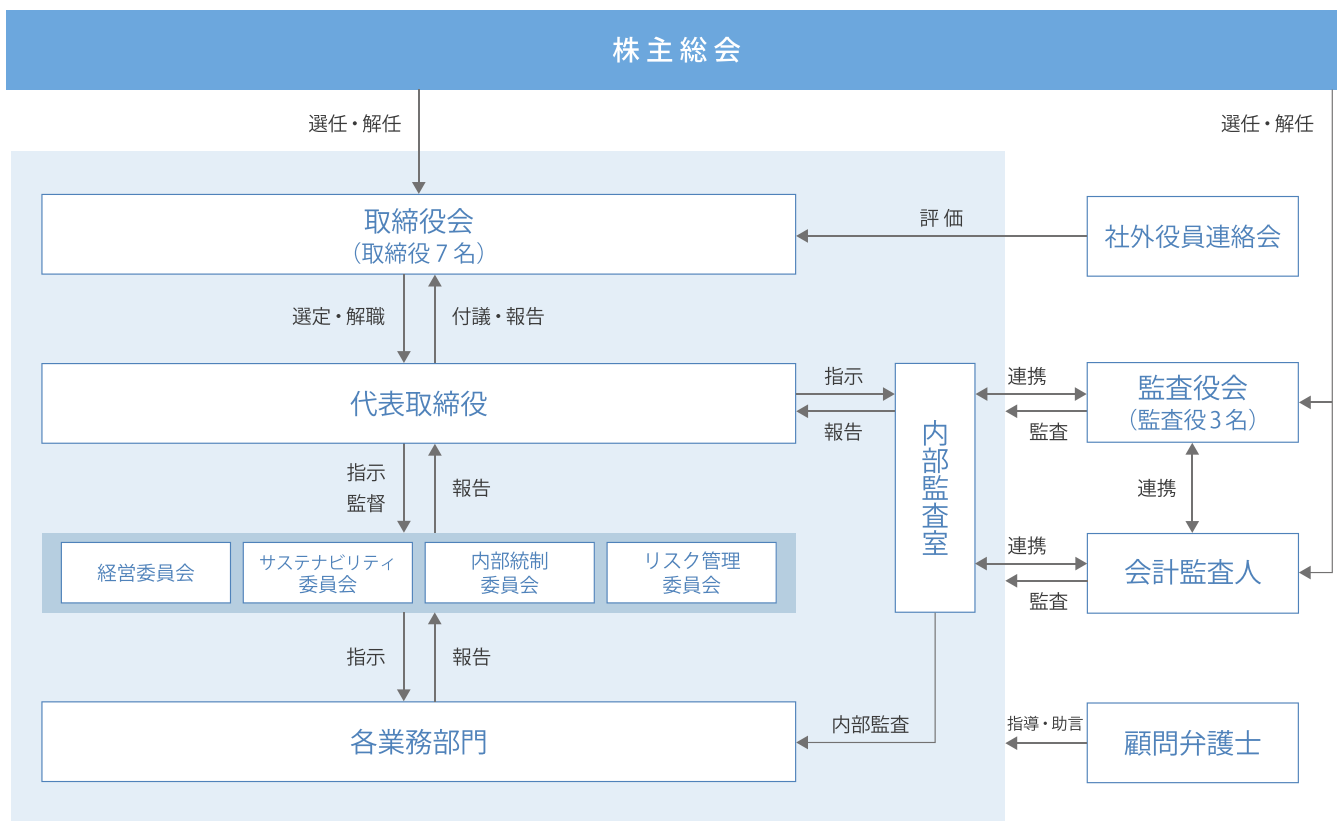 株主総会
選任・解任
選任・解任
取締役会
（取締役7名）
評価
社外役員連絡会
選定・解職
付議・報告
代表取締役
指示
報告
内部監査室
連携
監査
監査役会
（監査役3名）
指示
監督
報告
連携
経営委員会
サステナビリティ
委員会
内部統制
委員会
リスク管理
委員会
連携
監査
会計監査人
指示
報告
各業務部門
内部監査
指導・助言
顧問弁護士